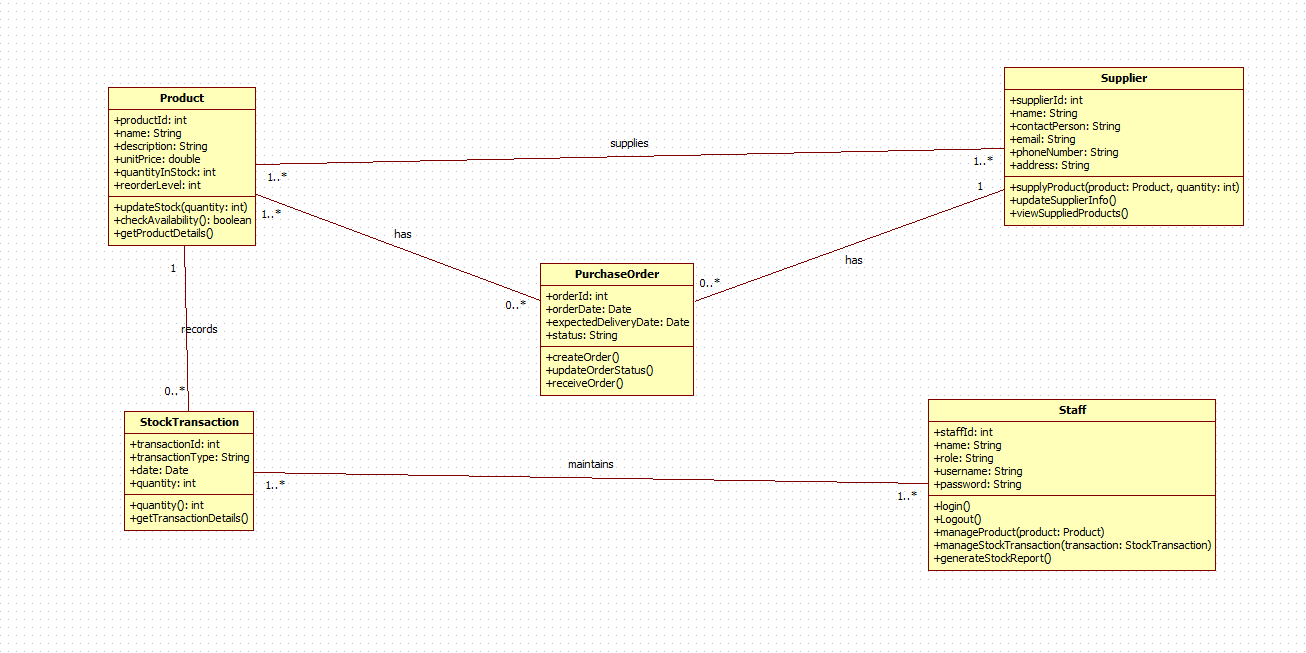 Product
+productId: int
+name: String
+description: String
+unitPrice: double
+quantityInStock: int
+reorderLevel: int
+updateStock(quantity: int)
+checkAvailability(): boolean
+getProductDetails()
supplies
1..*
1..*
Supplier
+supplierId: int
+name: String
+contactPerson: String
+email: String
+phoneNumber: String
+address: String
+supplyProduct(product: Product, quantity: int)
+updateSupplierInfo()
+viewSuppliedProducts()
1..*
has
0..*
1
has
0..*
PurchaseOrder
+orderId: int
+orderDate: Date
+expectedDeliveryDate: Date
+status: String
+createOrder()
+updateOrderStatus()
+receiveOrder()
1
records
0..*
StockTransaction
+transactionId: int
+transactionType: String
+date: Date
+quantity: int
+quantity(): int
+getTransactionDetails()
maintains
1..*
1..*
Staff
+staffId: int
+name: String
+role: String
+username: String
+password: String
+login()
+Logout()
+manageProduct(product: Product)
+manageStockTransaction(transaction: StockTransaction)
+generateStockReport()